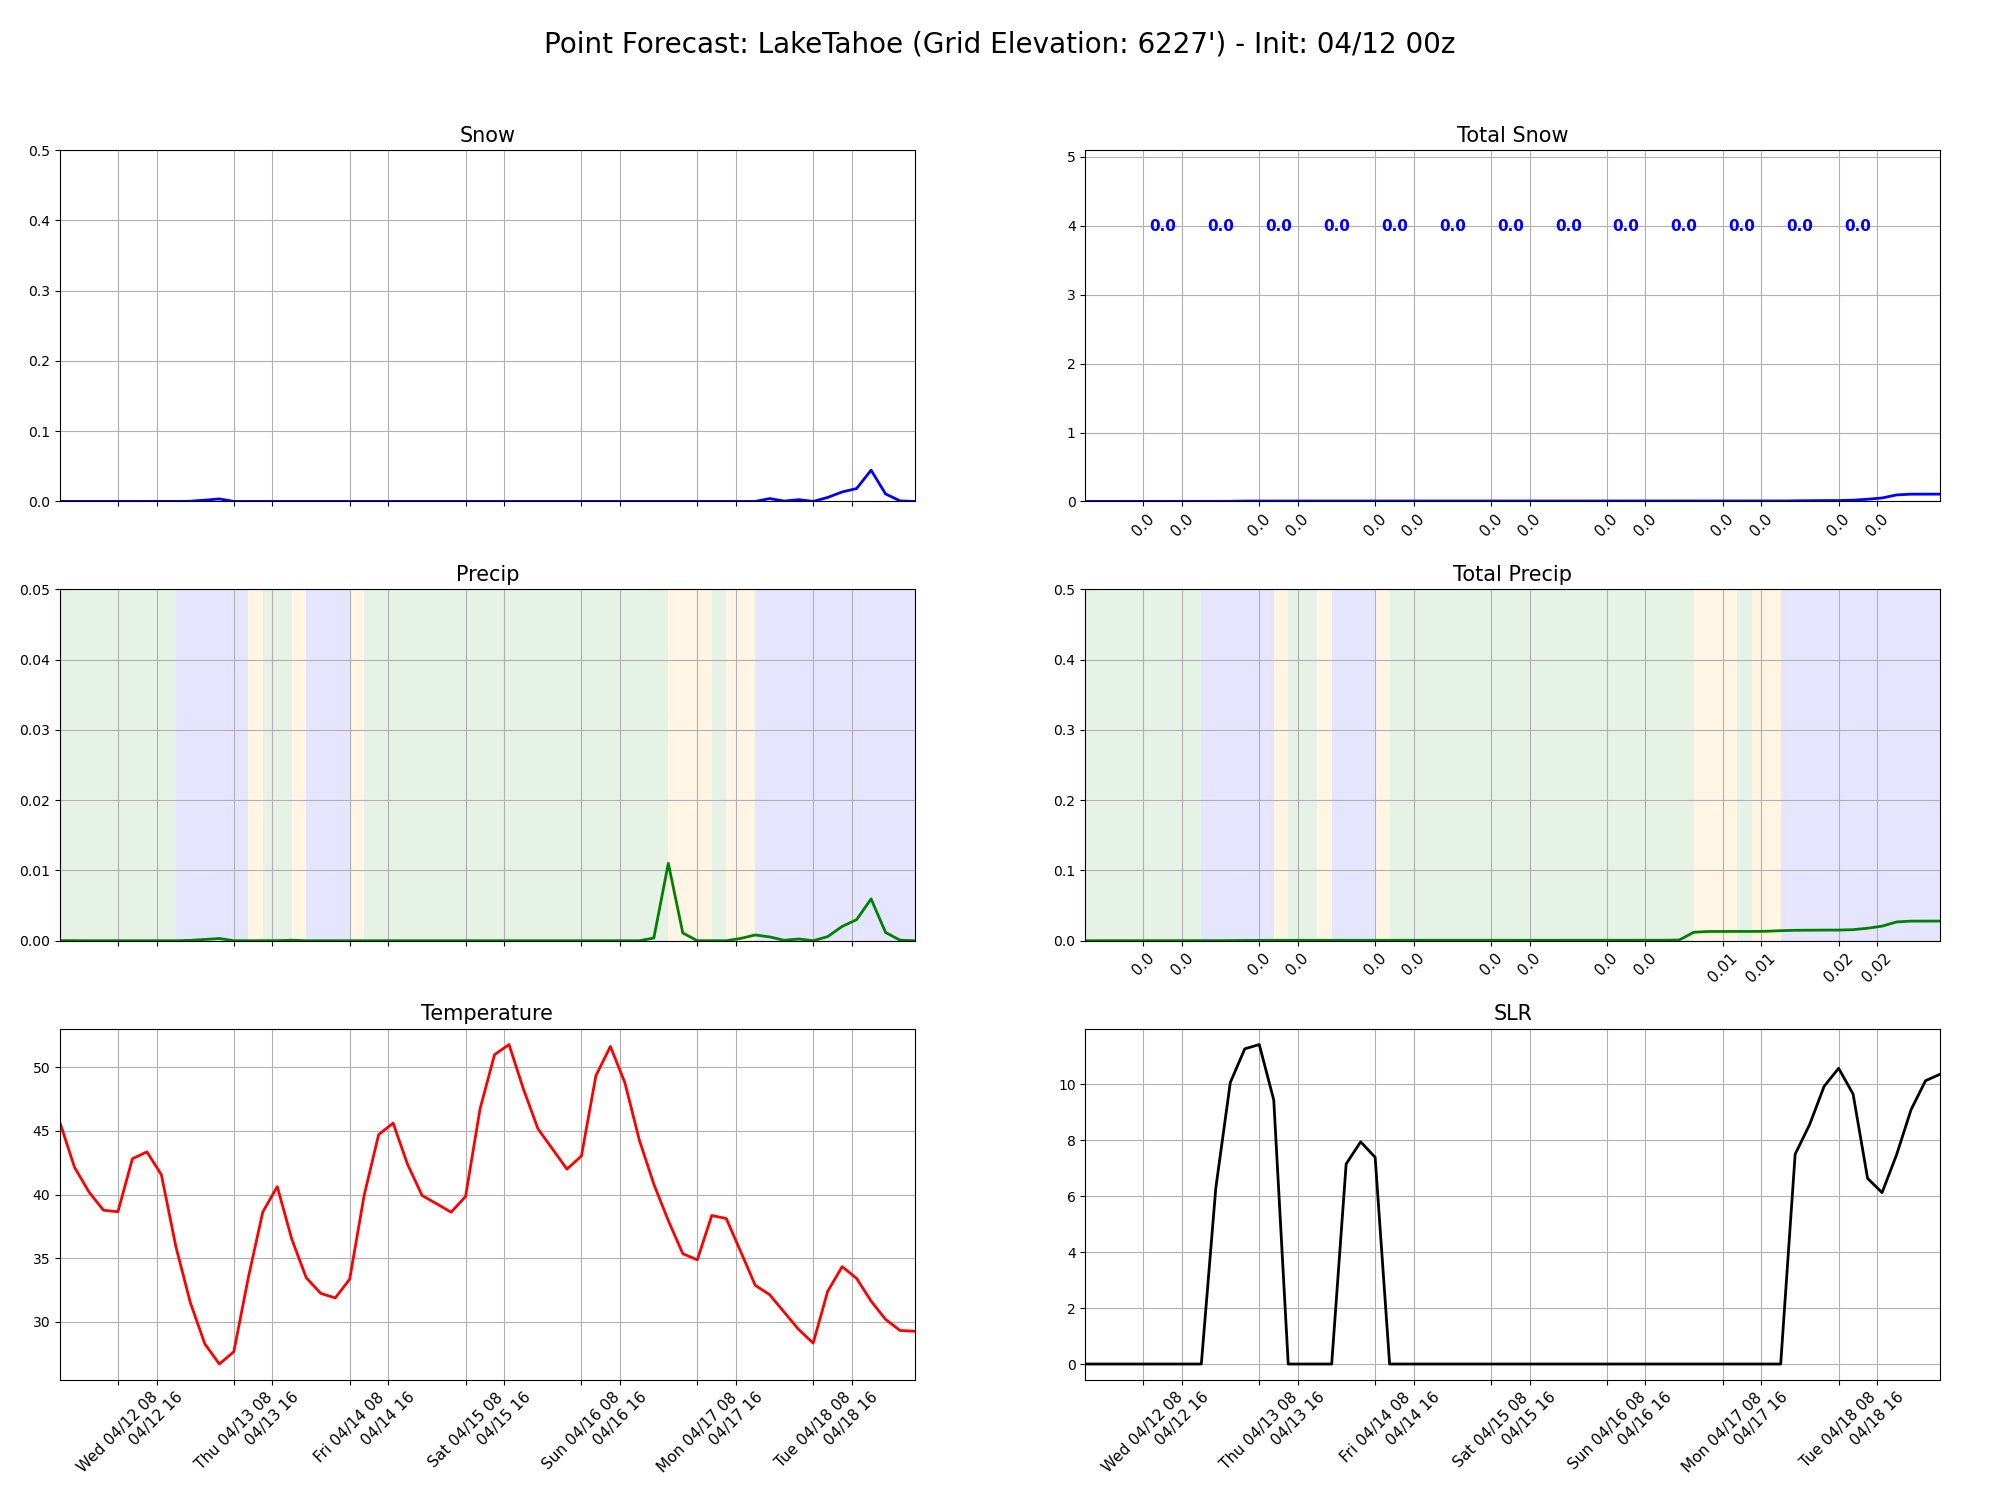 Point Forecast: LakeTahoe (Grid Elevation: 6227') - Init: 04/12 00z
Snow
0.5
0.4
0.3
0.2
0.1
0.0
Total Snow
5
4
3
2
1
0
0.0 0.0 0.0 0.0 0.0 0.0 0.0 0.0 0.0 0.0 0.0 0.0 0.0
0.0 0.0 0.0 0.0 0.0 0.0 0.0 0.0 0.0 0.0 0.0 0.0 0.0 0.0
Precip
0.05
0.04
0.03
0.02
0.01
0.00
Total Precip
0.5
0.4
0.3
0.2
0.1
0.0
0.0 0.0 0.0 0.0 0.0 0.0 0.0 0.0 0.0 0.0 0.01 0.01 0.02 0.02
Temperature
50
45
40
35
30
Wed 04/12 08
04/12 16
Thu 04/13 08
04/13 16
Fri 04/14 08
04/14 16
Sat 04/15 08
04/15 16
Sun 04/16 08
04/16 16
Mon 04/17 08
04/17 16
Tue 04/18 08
04/18 16
SLR
10
8
6
4
2
0
Wed 04/12 08
04/12 16
Thu 04/13 08
04/13 16
Fri 04/14 08
04/14 16
Sat 04/15 08
04/15 16
Sun 04/16 08
04/16 16
Mon 04/17 08
04/17 16
Tue 04/18 08
04/18 16